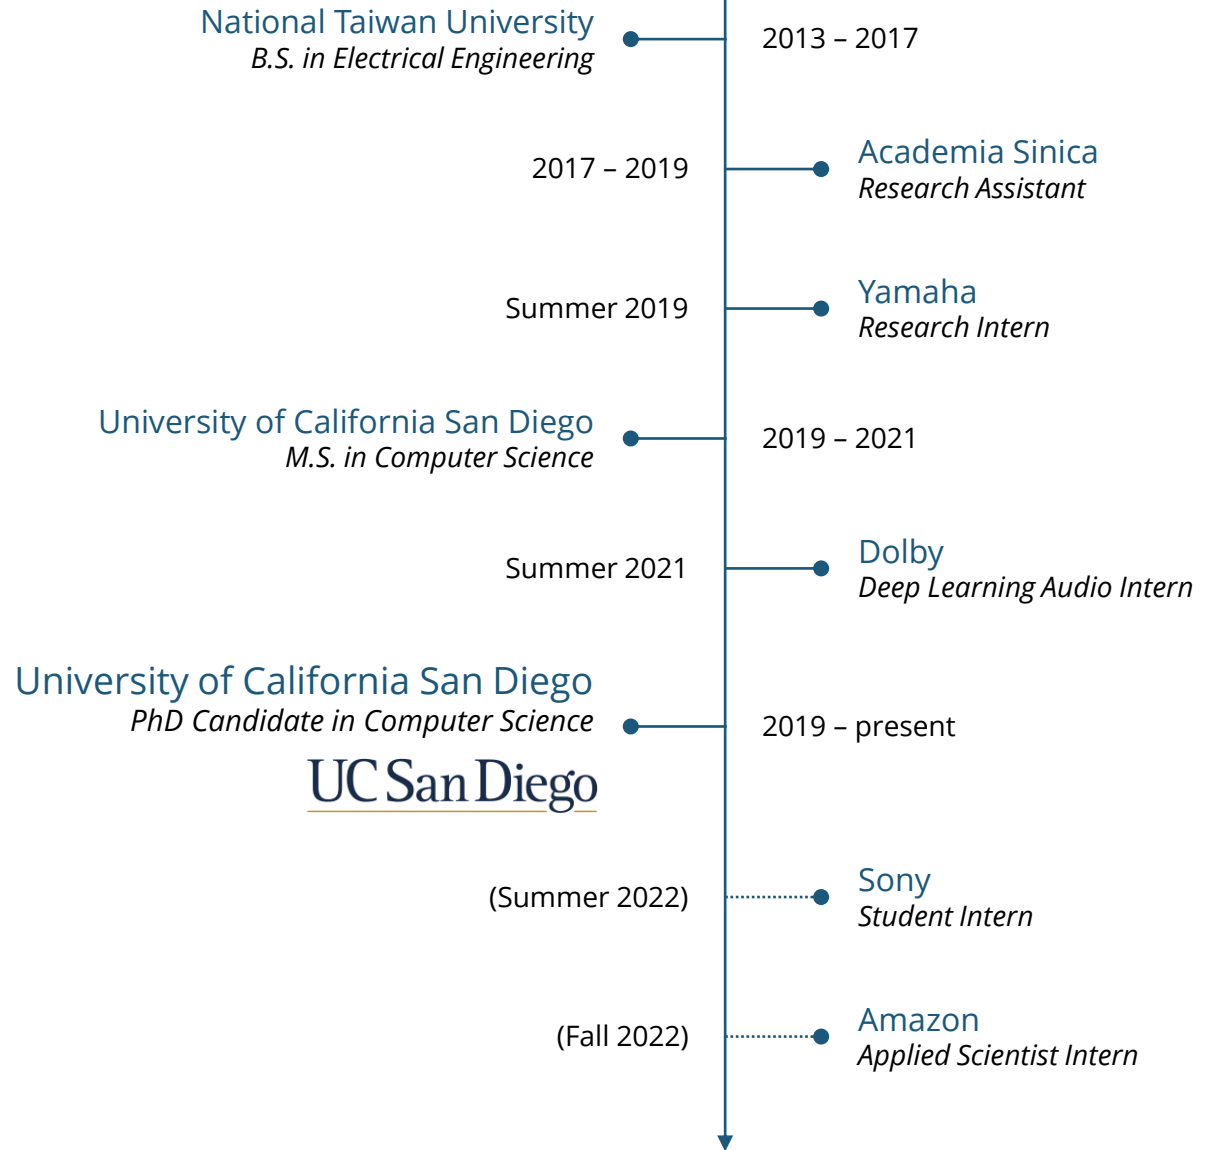 National Taiwan University
B.S. in Electrical Engineering
2013 – 2017
2017 – 2019
Academia Sinica
Research Assistant
Summer 2019
Yamaha
Research Intern
University of California San Diego
M.S. in Computer Science
2019 – 2021
Summer 2021
Dolby
Deep Learning Audio Intern
University of California San Diego
PhD Candidate in Computer Science
2019 – present
UC San Diego
(Summer 2022)
Sony
Student Intern
(Fall 2022)
Amazon
Applied Scientist Intern